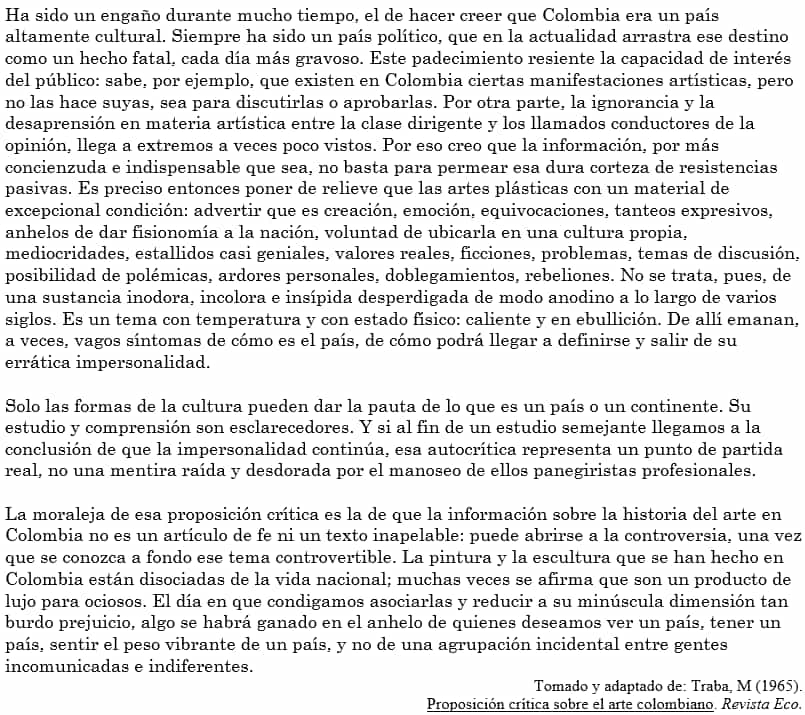 Ha sido un engaño durante mucho tiempo, el de hacer creer que Colombia era un país
altamente cultural. Siempre ha sido un país político, que en la actualidad arrastra ese destino
como un hecho fatal, cada día más gravoso. Este padecimiento resiente la capacidad de interés
del público: sabe, por ejemplo, que existen en Colombia ciertas manifestaciones artísticas, pero
no las hace suyas, sea para discutirlas o aprobarlas. Por otra parte, la ignorancia y la
desaprensión en materia artística entre la clase dirigente y los llamados conductores de la
opinión, llega a extremos a veces poco vistos. Por eso creo que la información, por más
concienzuda e indispensable que sea, no basta para permear esa dura corteza de resistencias
pasivas. Es preciso entonces poner de relieve que las artes plásticas con un material de
excepcional condición: advertir que es creación, emoción, equivocaciones, tanteos expresivos,
anhelos de dar fisionomía a la nación, voluntad de ubicarla en una cultura propia,
mediocridades, estallidos casi geniales, valores reales, ficciones, problemas, temas de discusión,
posibilidad de polémicas, ardores personales, doblegamientos, rebeliones. No se trata, pues, de
una sustancia inodora, incolora e insípida desperdigada de modo anodino a lo largo de varios
siglos. Es un tema con temperatura y con estado físico: caliente y en ebullición. De allí emanan,
a veces, vagos síntomas de cómo es el país, de cómo podrá llegar a definirse y salir de su
errática impersonalidad.
Solo las formas de la cultura pueden dar la pauta de lo que es un país o un continente. Su
estudio y comprensión son esclarecedores. Y si al fin de un estudio semejante llegamos a la
conclusión de que la impersonalidad continúa, esa autocrítica representa un punto de partida
real, no una mentira raída y desdorada por el manoseo de ellos panegiristas profesionales.
La moraleja de esa proposición crítica es la de que la información sobre la historia del arte en
Colombia no es un artículo de fe ni un texto inapelable: puede abrirse a la controversia, una vez
que se conozca a fondo ese tema controvertible. La pintura y la escultura que se han hecho en
Colombia están disociadas de la vida nacional; muchas veces se afirma que son un producto de
lujo para ociosos. El día en que condigamos asociarlas y reducir a su minúscula dimensión tan
burdo prejuicio, algo se habrá ganado en el anhelo de quienes deseamos ver un país, tener un
país, sentir el peso vibrante de un país, y no de una agrupación incidental entre gentes
incomunicadas e indiferentes.
Tomado y adaptado de: Traba, M (1965).
Proposición crítica sobre el arte colombiano. Revista Eco.